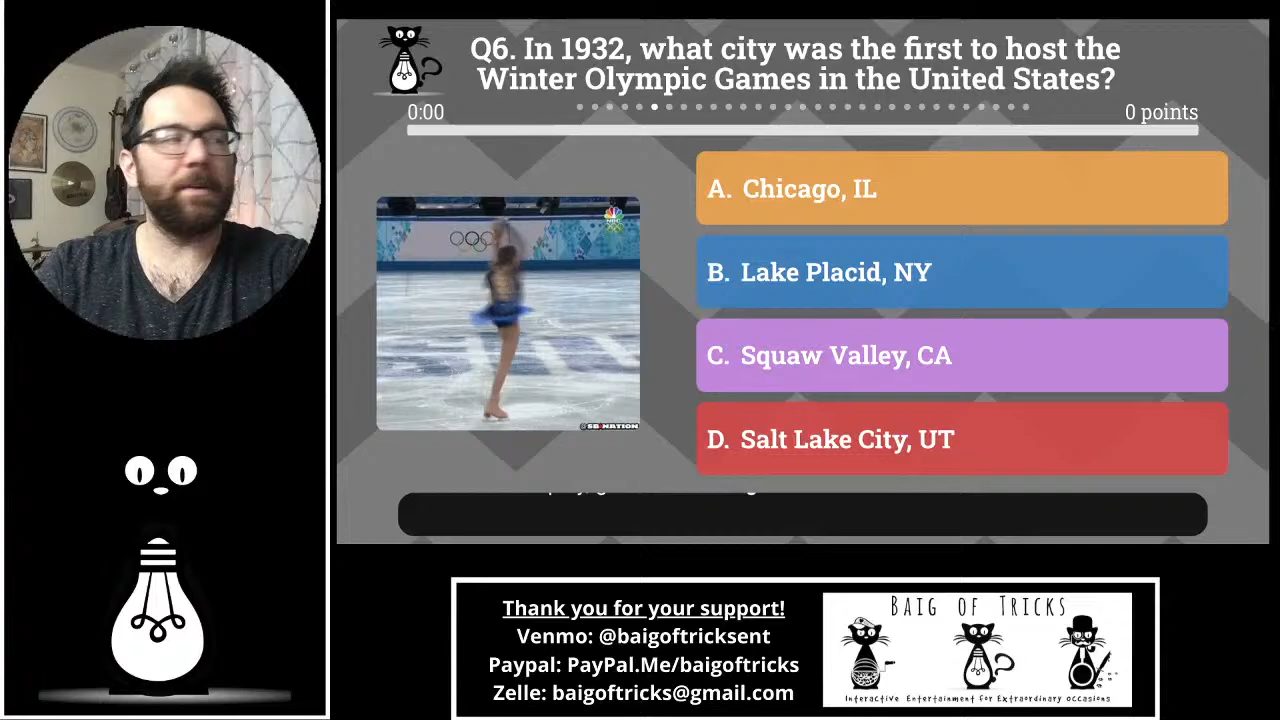 Q6. In 1932, what city was the first to host the
Winter Olympic Games in the United States?
0:00
0 points
A. Chicago, IL
B. Lake Placid, NY
C. Squaw Valley, CA
D. Salt Lake City, UT
NBC
@SBNATION
Thank you for your support!
Venmo: @baigoftricksent
Paypal: PayPal.Me/baigoftricks
Zelle: baigoftricks@gmail.com
BAIG OF TRICKS
Interactive Entertainment for Extraordinary occasions